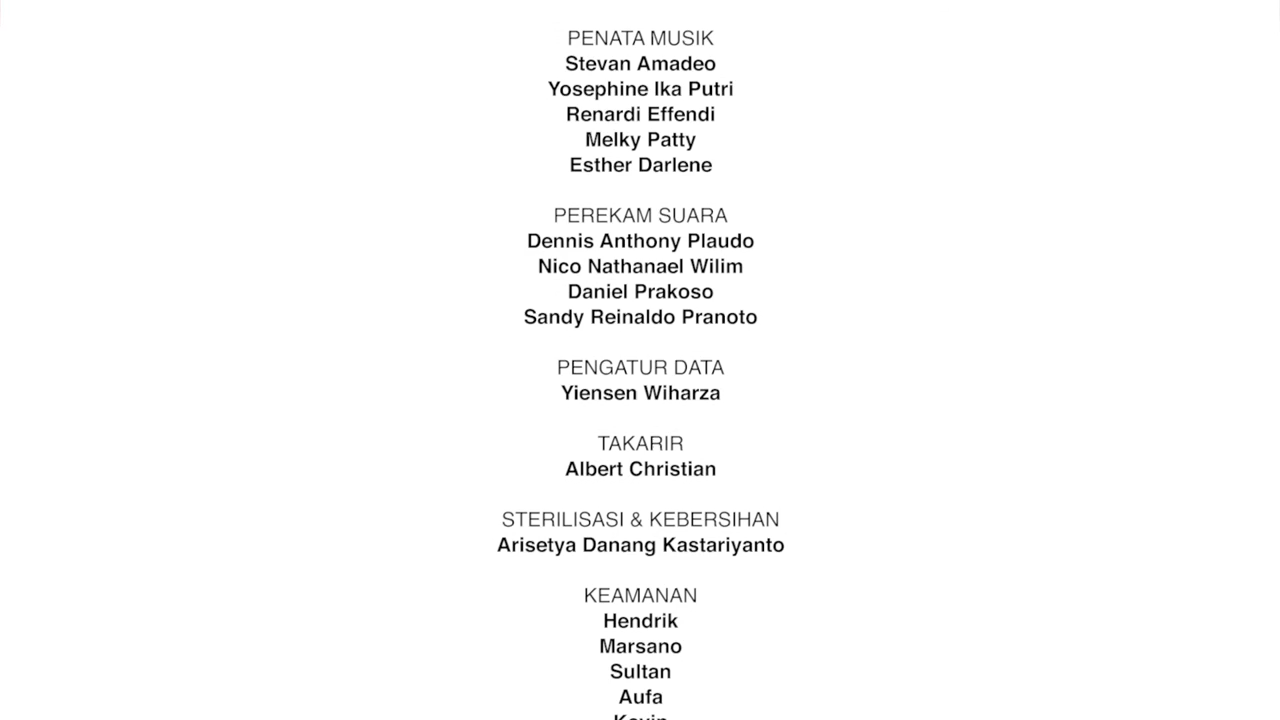 PENATA MUSIK
Stevan Amadeo
Yosephine Ika Putri
Renardi Effendi
Melky Patty
Esther Darlene
PEREKAM SUARA
Dennis Anthony Plaudo
Nico Nathanael Wilim
Daniel Prakoso
Sandy Reinaldo Pranoto
PENGATUR DATA
Yiensen Wiharza
TAKARIR
Albert Christian
STERILISASI & KEBERSIHAN
Arisetya Danang Kastariyanto
KEAMANAN
Hendrik
Marsano
Sultan
Aufa